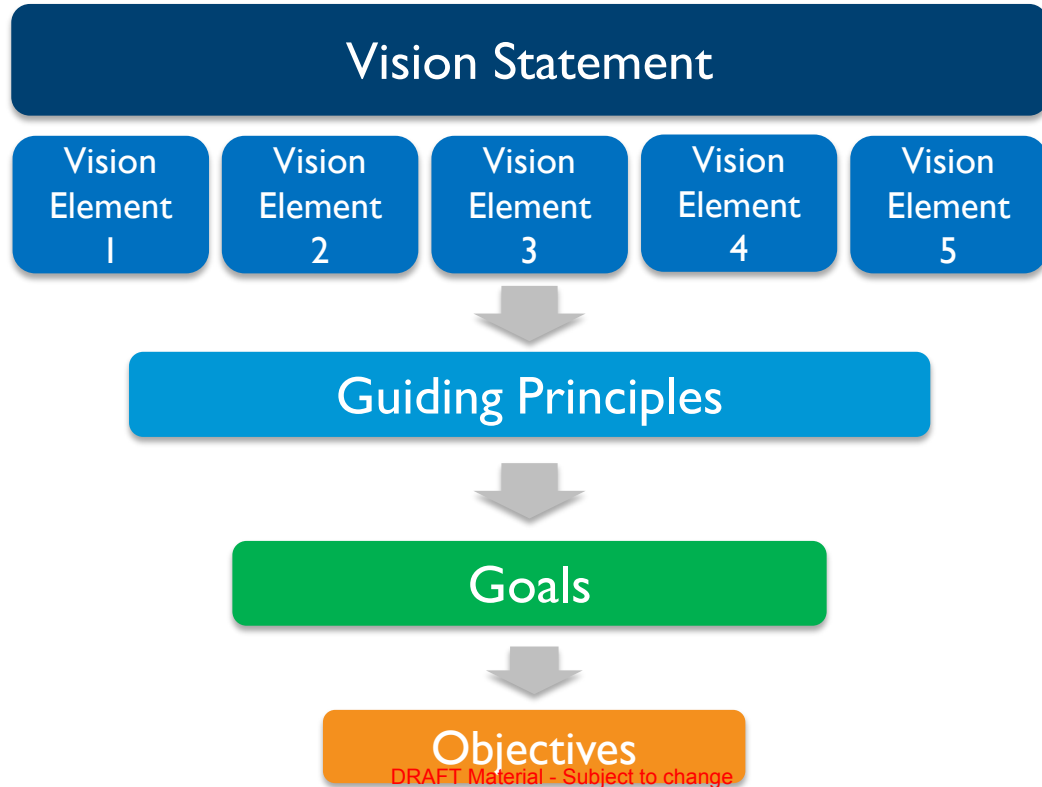 Vision Statement
Vision
Element
1
Vision
Element
2
Vision
Element
3
Vision
Element
4
Vision
Element
5
Guiding Principles
Goals
Objectives
DRAFT Material - Subject to change